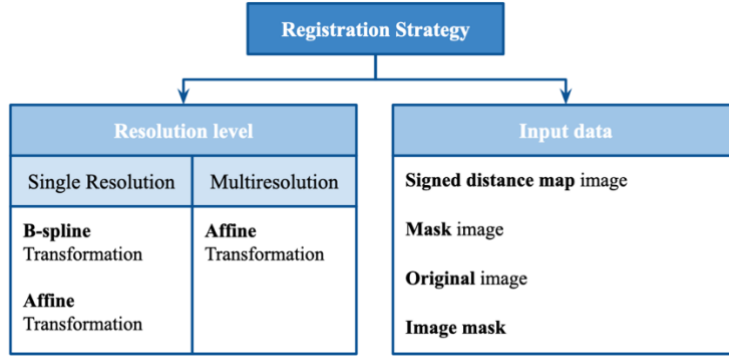 Registration Strategy
Resolution level
Single Resolution
Multiresolution
B-spline
Transformation
Affine
Transformation
Affine
Transformation
Input data
Signed distance map image
Mask image
Original image
Image mask